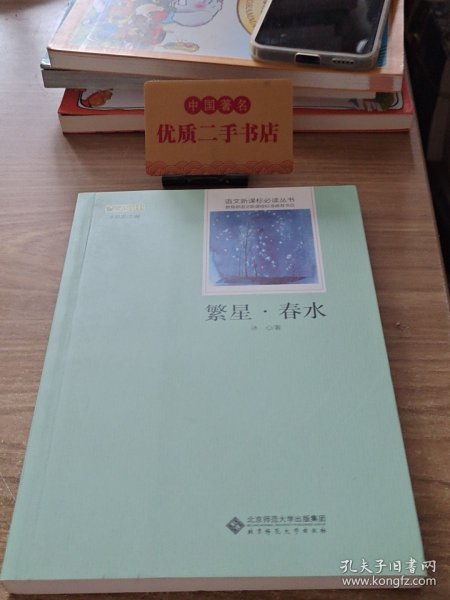 中国著名
优质二手书店
语文新课标必读丛书
繁星·春水
冰 心/著
北京师范大学出版集团
北京师范大学出版社
孔夫子旧书网
www.kongfz.com